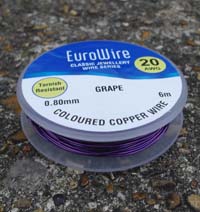 EuroWire
CLASSIC JEWELLERY
WIRE SERIES
20
AWG
Tarnish
Resistant
GRAPE
0.80mm
6m
COLOURED COPPER WIRE